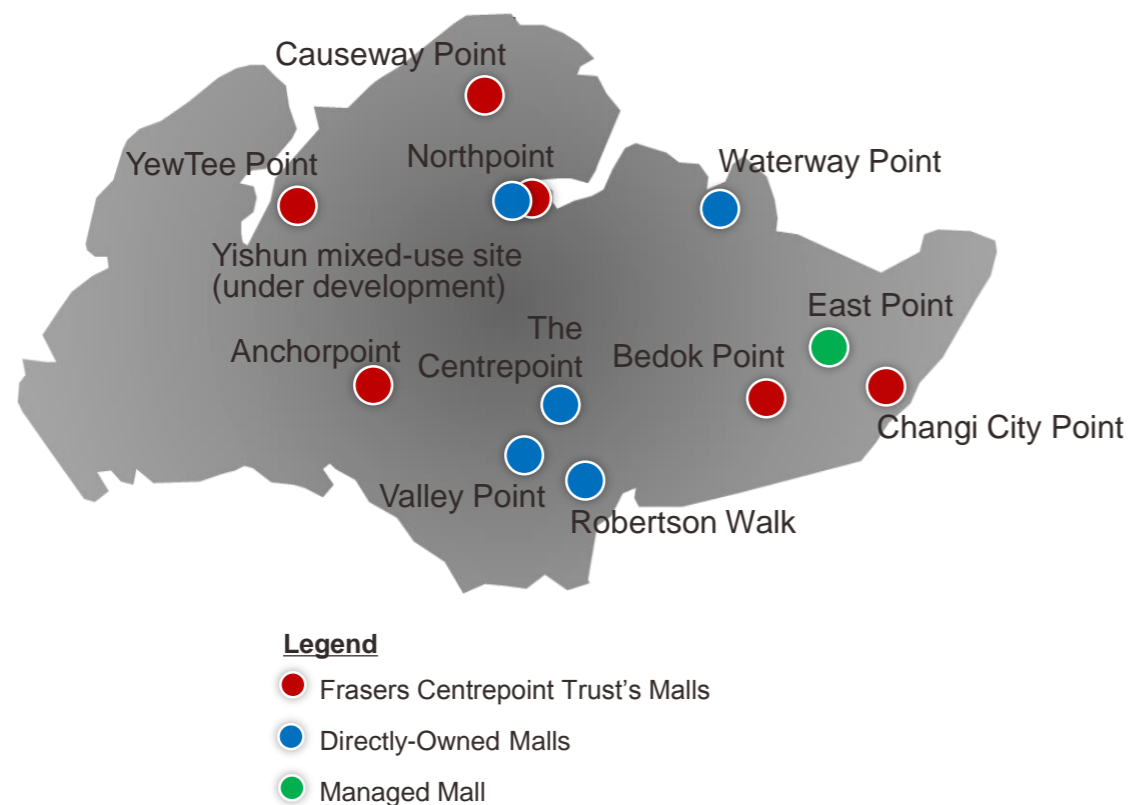 Causeway Point
YewTee Point
Northpoint
Waterway Point
Yishun mixed-use site
(under development)
East Point
The
Centrepoint
Anchorpoint
Bedok Point
Changi City Point
Valley Point
Robertson Walk
Legend
Frasers Centrepoint Trust's Malls
Directly-Owned Malls
Managed Mall